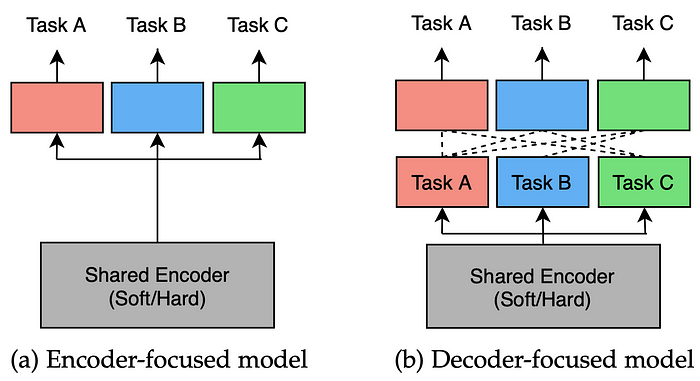 Task A Task B Task C
Shared Encoder
(Soft/Hard)
(a) Encoder-focused model
Task A Task B Task C
Task A Task B Task C
Shared Encoder
(Soft/Hard)
(b) Decoder-focused model